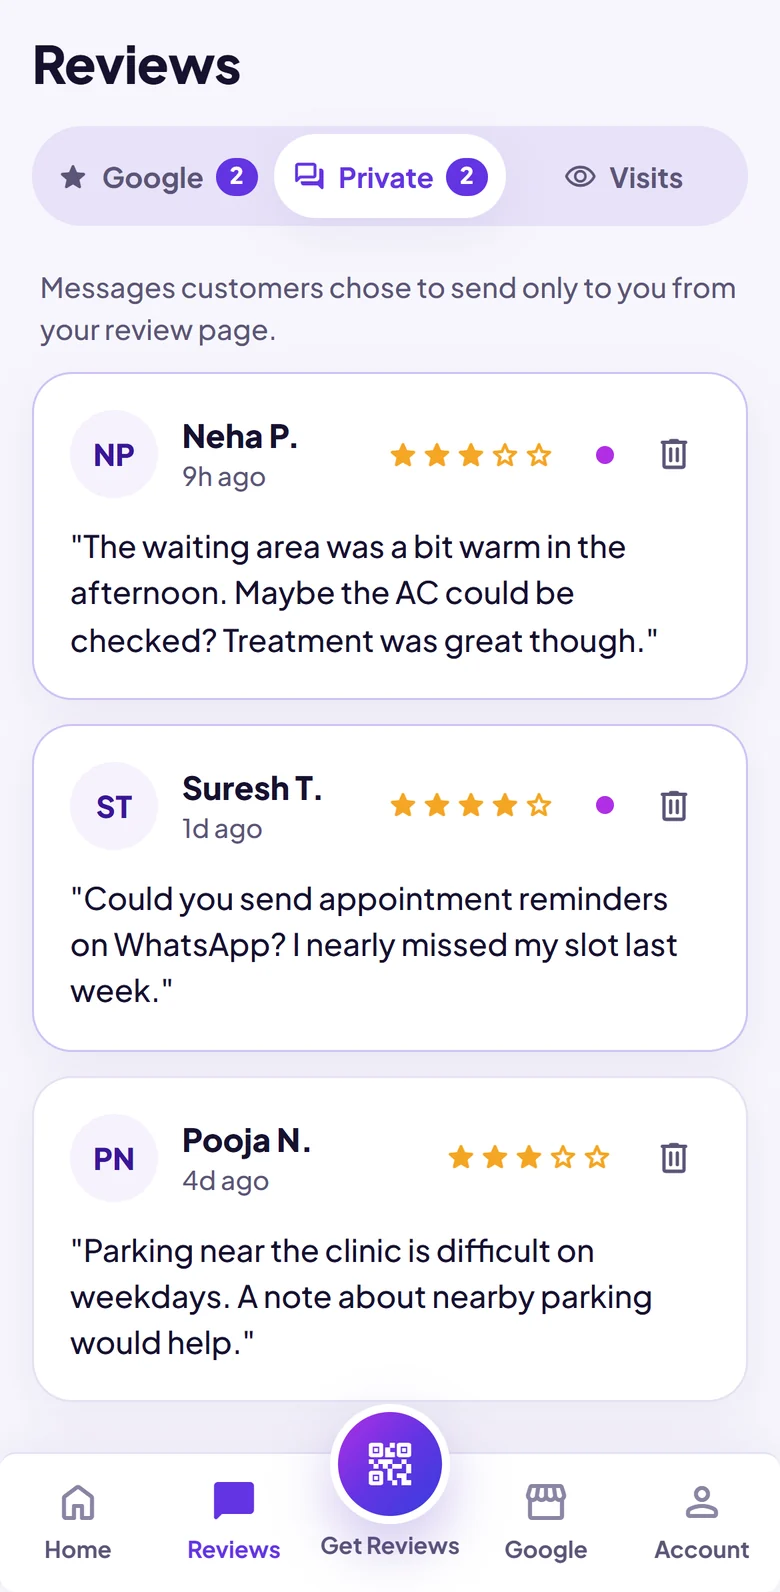 Reviews
Google 2 Private 2 Visits
Messages customers chose to send only to you from
your review page.
NP Neha P.
9h ago
"The waiting area was a bit warm in the
afternoon. Maybe the AC could be
checked? Treatment was great though."
ST Suresh T.
1d ago
"Could you send appointment reminders
on WhatsApp? I nearly missed my slot last
week."
PN Pooja N.
4d ago
"Parking near the clinic is difficult on
weekdays. A note about nearby parking
would help."
Home Reviews Get Reviews Google Account